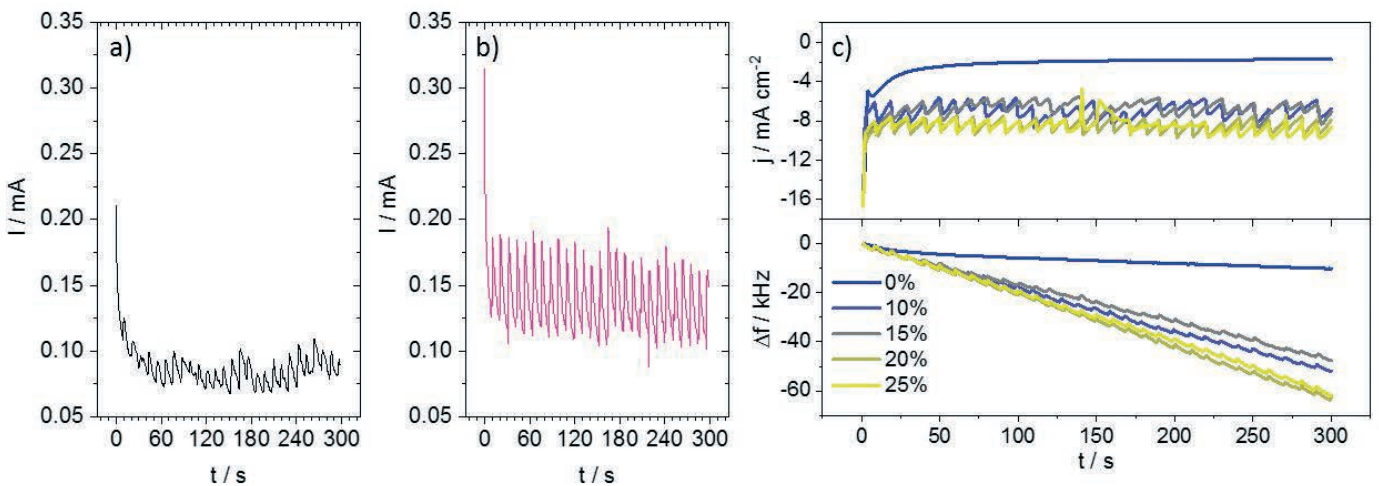 a)
0.35
0.30
0.25
0.20
0.15
0.10
0.05
I / mA
0 60 120 180 240 300
t / s
b)
0.35
0.30
0.25
0.20
0.15
0.10
0.05
I / mA
0 60 120 180 240 300
t / s
c)
0
-4
-8
-12
-16
j / mA cm⁻²
0
-20
-40
-60
Δf / kHz
0%
10%
15%
20%
25%
0 50 100 150 200 250 300
t / s